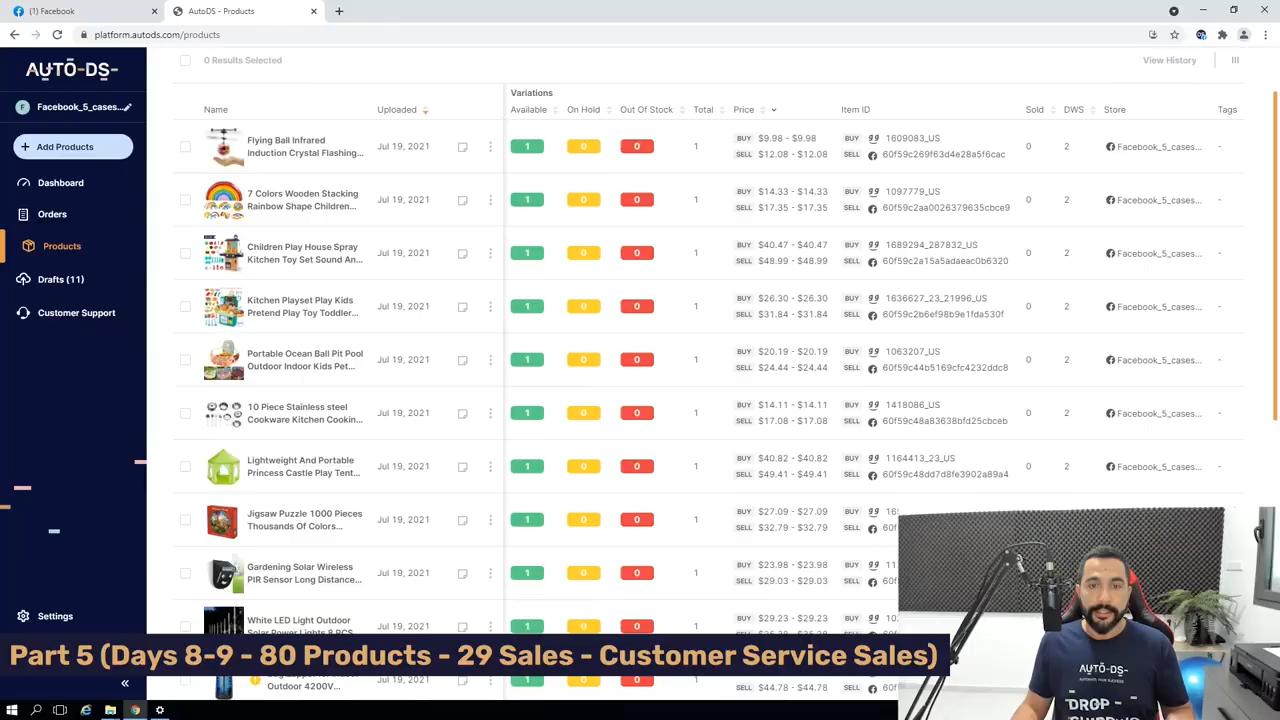 (1) Facebook
AutoDS - Products
platform.autods.com/products
AUTO-DS-
0 Results Selected
View History
F Facebook_5_cases...
Add Products
Dashboard
Orders
Products
Drafts (11)
Customer Support
Settings
Variations
Name Uploaded Available On Hold Out Of Stock Total Price Item ID Sold DWS Store Tags
Flying Ball Infrared
Induction Crystal Flashing...
Jul 19, 2021 1 0 0 1
BUY $9.98 - $9.98 BUY 1609083_US
SELL $12.08 - $12.08 SELL 60f59c269f63d4e28a5f6cac
0 2 Facebook_5_cases... -
7 Colors Wooden Stacking
Rainbow Shape Children...
Jul 19, 2021 1 0 0 1
BUY $14.33 - $14.33 BUY 1097779_US
SELL $17.35 - $17.35 SELL 60f59c2aa0026379635cbce9
0 2 Facebook_5_cases... -
Children Play House Spray
Kitchen Toy Set Sound An...
Jul 19, 2021 1 0 0 1
BUY $40.47 - $40.47 BUY 1689294_287832_US
SELL $48.99 - $48.99 SELL 60f59c2a15a5adaeac0b6320
0 2 Facebook_5_cases... -
Kitchen Playset Play Kids
Pretend Play Toy Toddler...
Jul 19, 2021 1 0 0 1
BUY $26.30 - $26.30 BUY 1636627_23_21996_US
SELL $31.84 - $31.84 SELL 60f59c2b6ef98b9e1fda530f
0 2 Facebook_5_cases... -
Portable Ocean Ball Pit Pool
Outdoor Indoor Kids Pet...
Jul 19, 2021 1 0 0 1
BUY $20.19 - $20.19 BUY 1063207_US
SELL $24.44 - $24.44 SELL 60f59c44b5169cfc4232ddc8
0 2 Facebook_5_cases... -
10 Piece Stainless steel
Cookware Kitchen Cookin...
Jul 19, 2021 1 0 0 1
BUY $14.11 - $14.11 BUY 1418086_US
SELL $17.08 - $17.08 SELL 60f59c48a83638bfd25cbceb
0 2 Facebook_5_cases... -
Lightweight And Portable
Princess Castle Play Tent...
Jul 19, 2021 1 0 0 1
BUY $40.82 - $40.82 BUY 1164413_23_US
SELL $49.41 - $49.41 SELL 60f59c48dd7d8fe3902a89a4
0 2 Facebook_5_cases... -
Jigsaw Puzzle 1000 Pieces
Thousands Of Colors...
Jul 19, 2021 1 0 0 1
BUY $27.09 - $27.09 BUY
SELL $32.79 - $32.79 SELL
Gardening Solar Wireless
PIR Sensor Long Distance...
Jul 19, 2021 1 0 0 1
BUY $23.98 - $23.98 BUY
SELL $29.03 - $29.03 SELL
White LED Light Outdoor
Jul 19, 2021 1 0 0 1
BUY $29.23 - $29.23 BUY
Outdoor 4200V...
SELL $44.78 - $44.78 SELL
Part 5 (Days 8-9 - 80 Products - 29 Sales - Customer Service Sales)
AUTO-DS-
DROP-